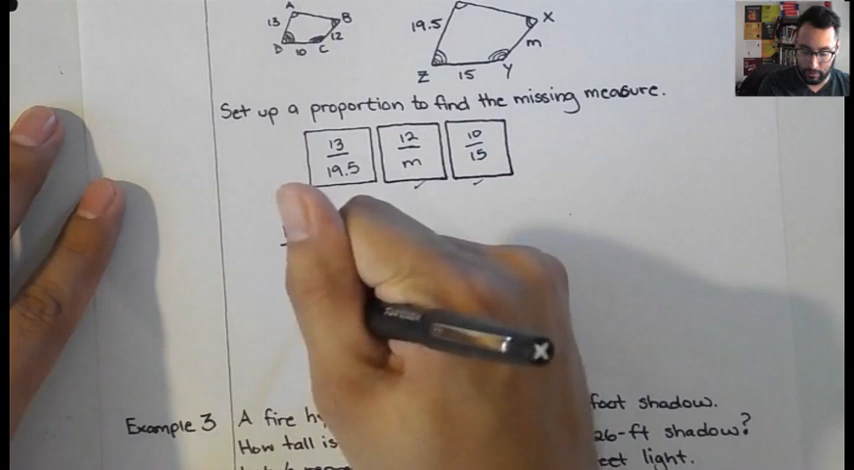 A
13
B
12
D
10
C
19.5
X
m
Z
15
Y
Set up a proportion to find the missing measure.
13/19.5
12/m
10/15
Example 3
A fire
foot shadow.
How tall is
26-ft shadow?
feet light.